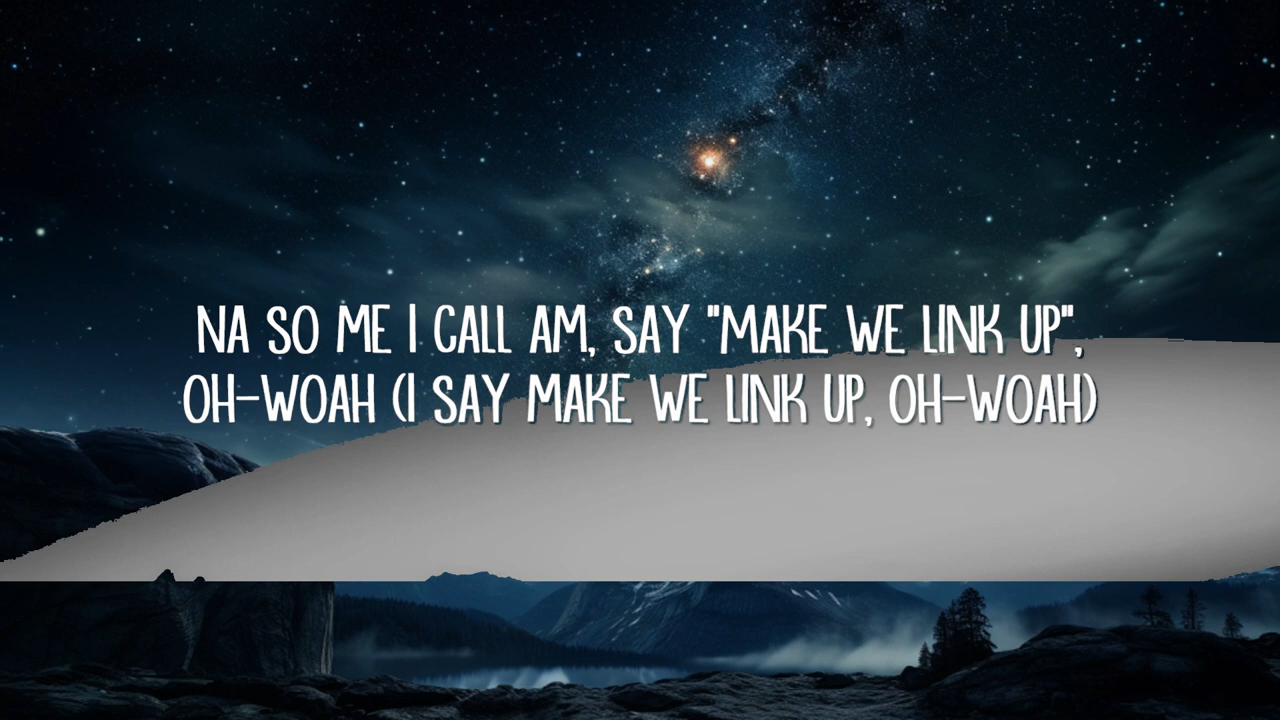 NA SO ME I CALL AM, SAY "MAKE WE LINK UP",
OH-WOAH (I SAY MAKE WE LINK UP, OH-WOAH)